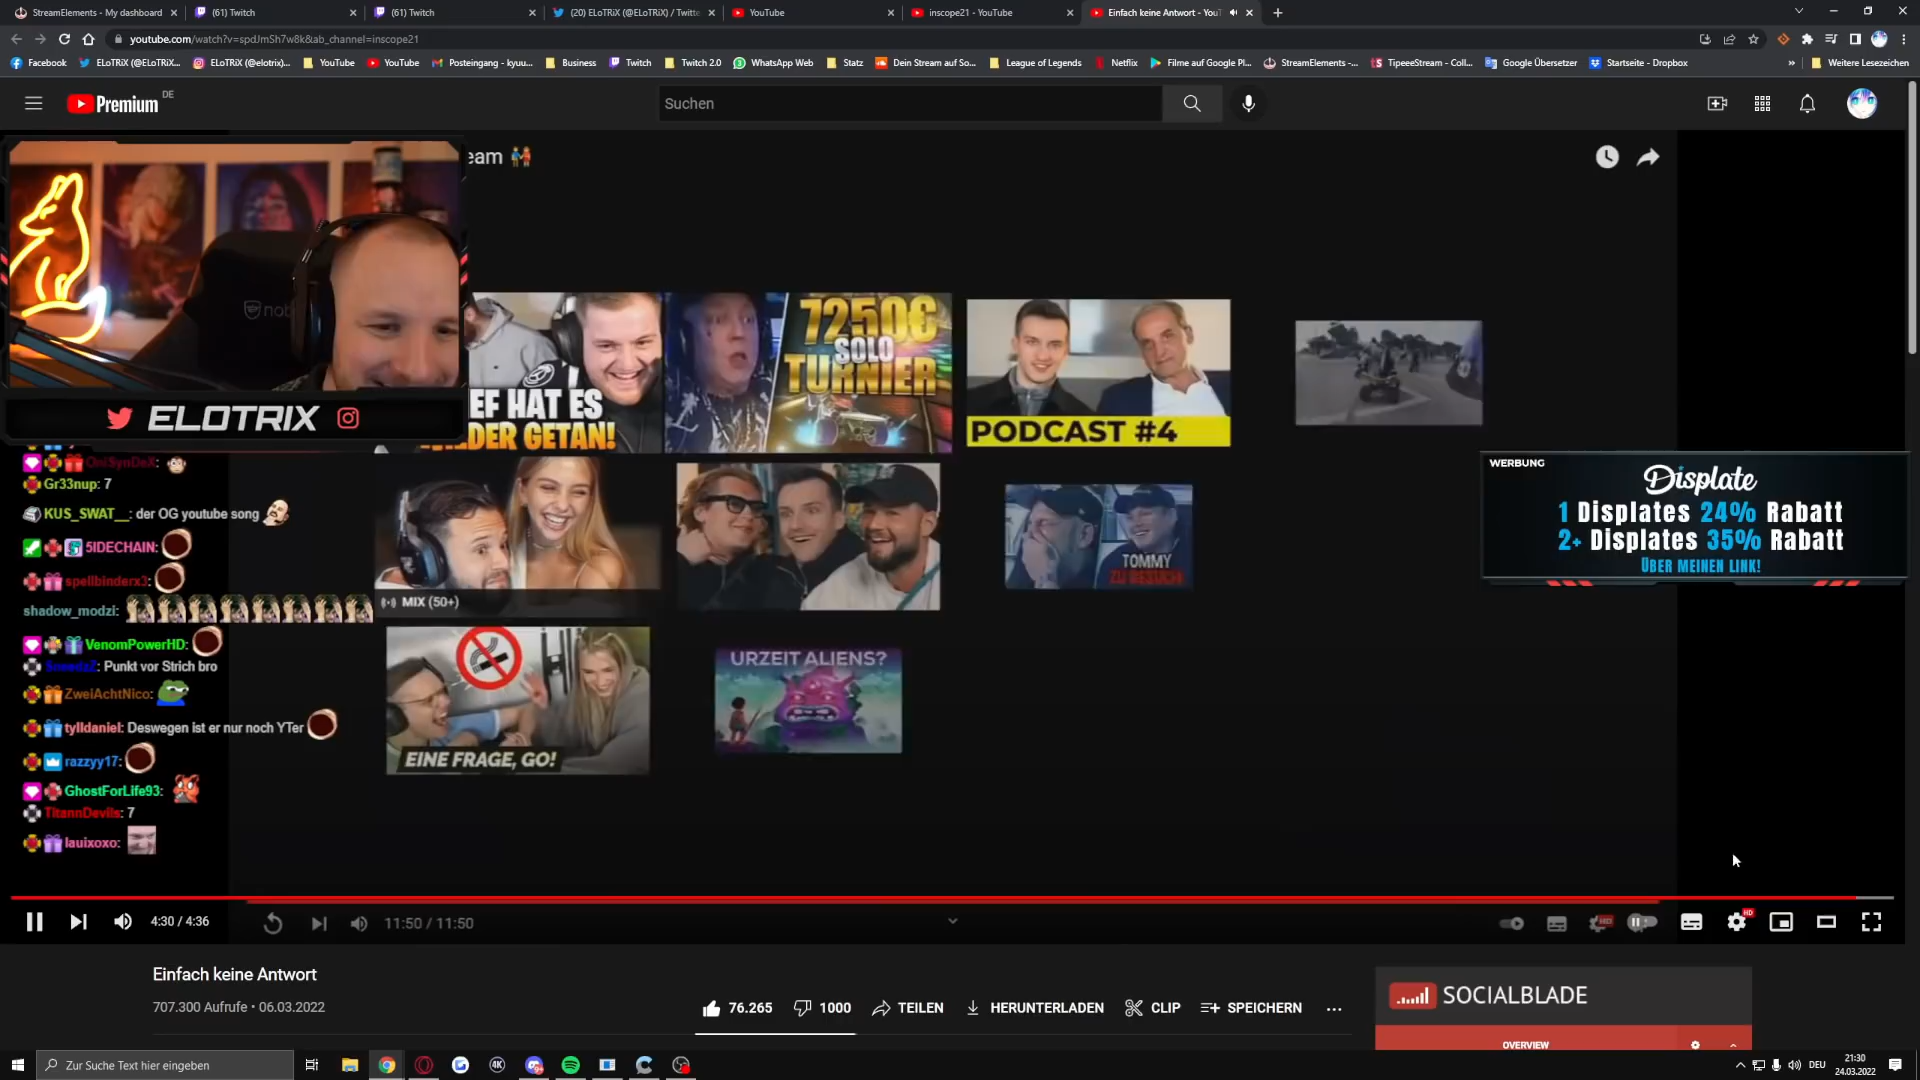 StreamElements - My dashboard
(61) Twitch
(61) Twitch
(20) ELoTRiX (@ELoTRiX) / Twitte
YouTube
inscope21 - YouTube
Einfach keine Antwort - YouT
youtube.com/watch?v=spdJmSh7w8k&ab_channel=inscope21
Facebook
ELoTRiX (@ELoTRiX...
ELoTRiX (@elotrix)...
YouTube
YouTube
Posteingang - kyuu...
Business
Twitch
Twitch 2.0
WhatsApp Web
Statz
Dein Stream auf So...
League of Legends
Netflix
Filme auf Google Pl...
StreamElements -...
TipeeeStream - Coll...
Google Übersetzer
Startseite - Dropbox
»
Weitere Lesezeichen
Premium DE
Suchen
eam
nobl
ELOTRIX
EF HAT ES
DER GETAN!
7250€
SOLO
TURNIER
PODCAST #4
MIX (50+)
TOMMY
ZU BESUCH
EINE FRAGE, GO!
URZEIT ALIENS?
WERBUNG
Displate
1 Displates 24% Rabatt
2+ Displates 35% Rabatt
ÜBER MEINEN LINK!
OniSynDeX:
Gr33nup: 7
KUS_SWAT__: der OG youtube song
5IDECHAIN:
spellbinderx3:
shadow_modzi:
VenomPowerHD:
Punkt vor Strich bro
ZweiAchtNico:
tylldaniel: Deswegen ist er nur noch YTer
razzyy17:
GhostForLife93:
TitannDevils: 7
lauixoxo:
4:30 / 4:36
11:50 / 11:50
HD
Einfach keine Antwort
707.300 Aufrufe • 06.03.2022
76.265
1000
TEILEN
HERUNTERLADEN
CLIP
SPEICHERN
...
SOCIALBLADE
OVERVIEW
Zur Suche Text hier eingeben
4K
DEU
21:30
24.03.2022